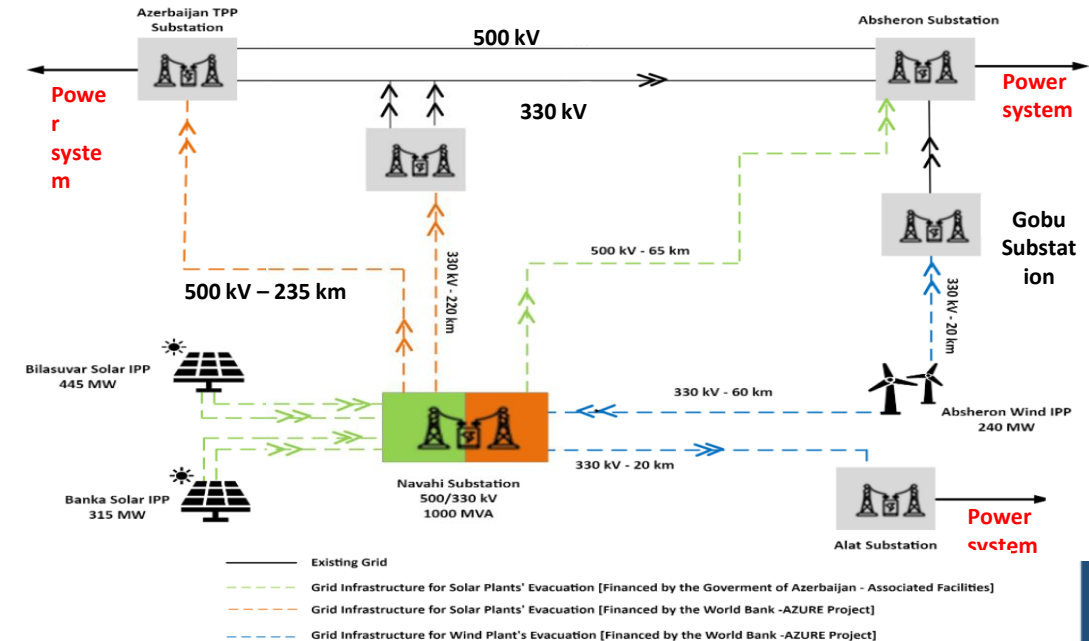 Azerbaijan TPP
Substation
Absheron Substation
500 kV
Powe
r
syste
m
Power
system
330 kV
Gobu
Substat
ion
500 kV - 65 km
330 kV - 220 km
330 kV - 20 km
500 kV – 235 km
Bilasuvar Solar IPP
445 MW
330 kV - 60 km
Absheron Wind IPP
240 MW
330 kV - 20 km
Banka Solar IPP
315 MW
Navahi Substation
500/330 kV
1000 MVA
Power
system
Alat Substation
Existing Grid
Grid Infrastructure for Solar Plants' Evacuation [Financed by the Goverment of Azerbaijan - Associated Facilities]
Grid Infrastructure for Solar Plants' Evacuation [Financed by the World Bank -AZURE Project]
Grid Infrastructure for Wind Plant's Evacuation [Financed by the World Bank -AZURE Project]